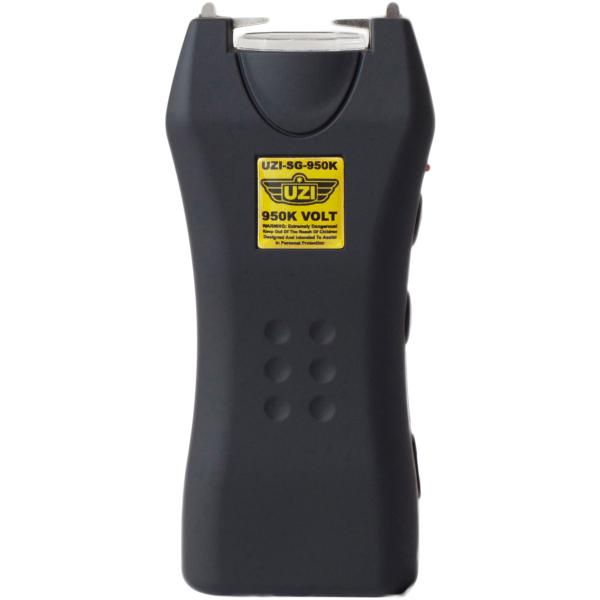 UZI-SG-950K
UZI
950K VOLT
WARNING: Extremely Dangerous!
Keep Out Of The Reach Of Children
Designed And Intended To Assist
in Personal Protection